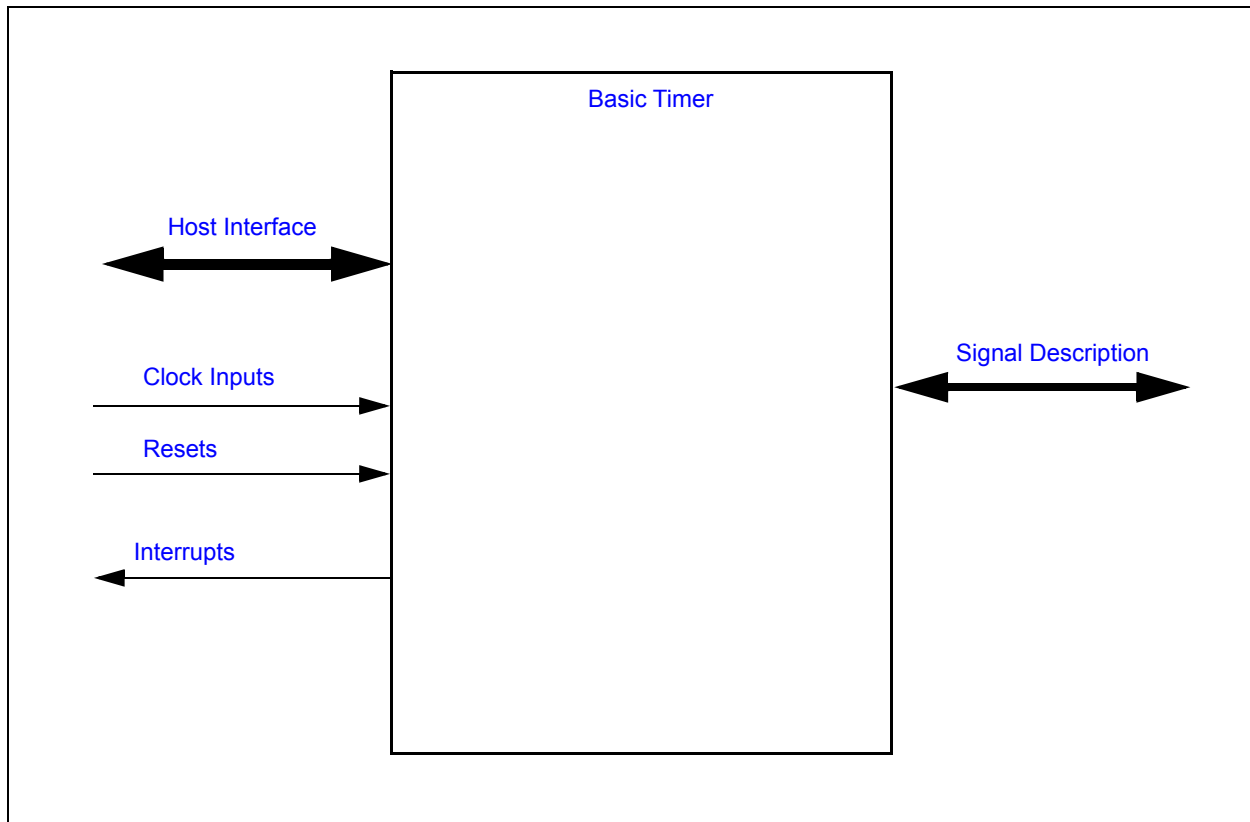 Basic Timer
Host Interface
Signal Description
Clock Inputs
Resets
Interrupts